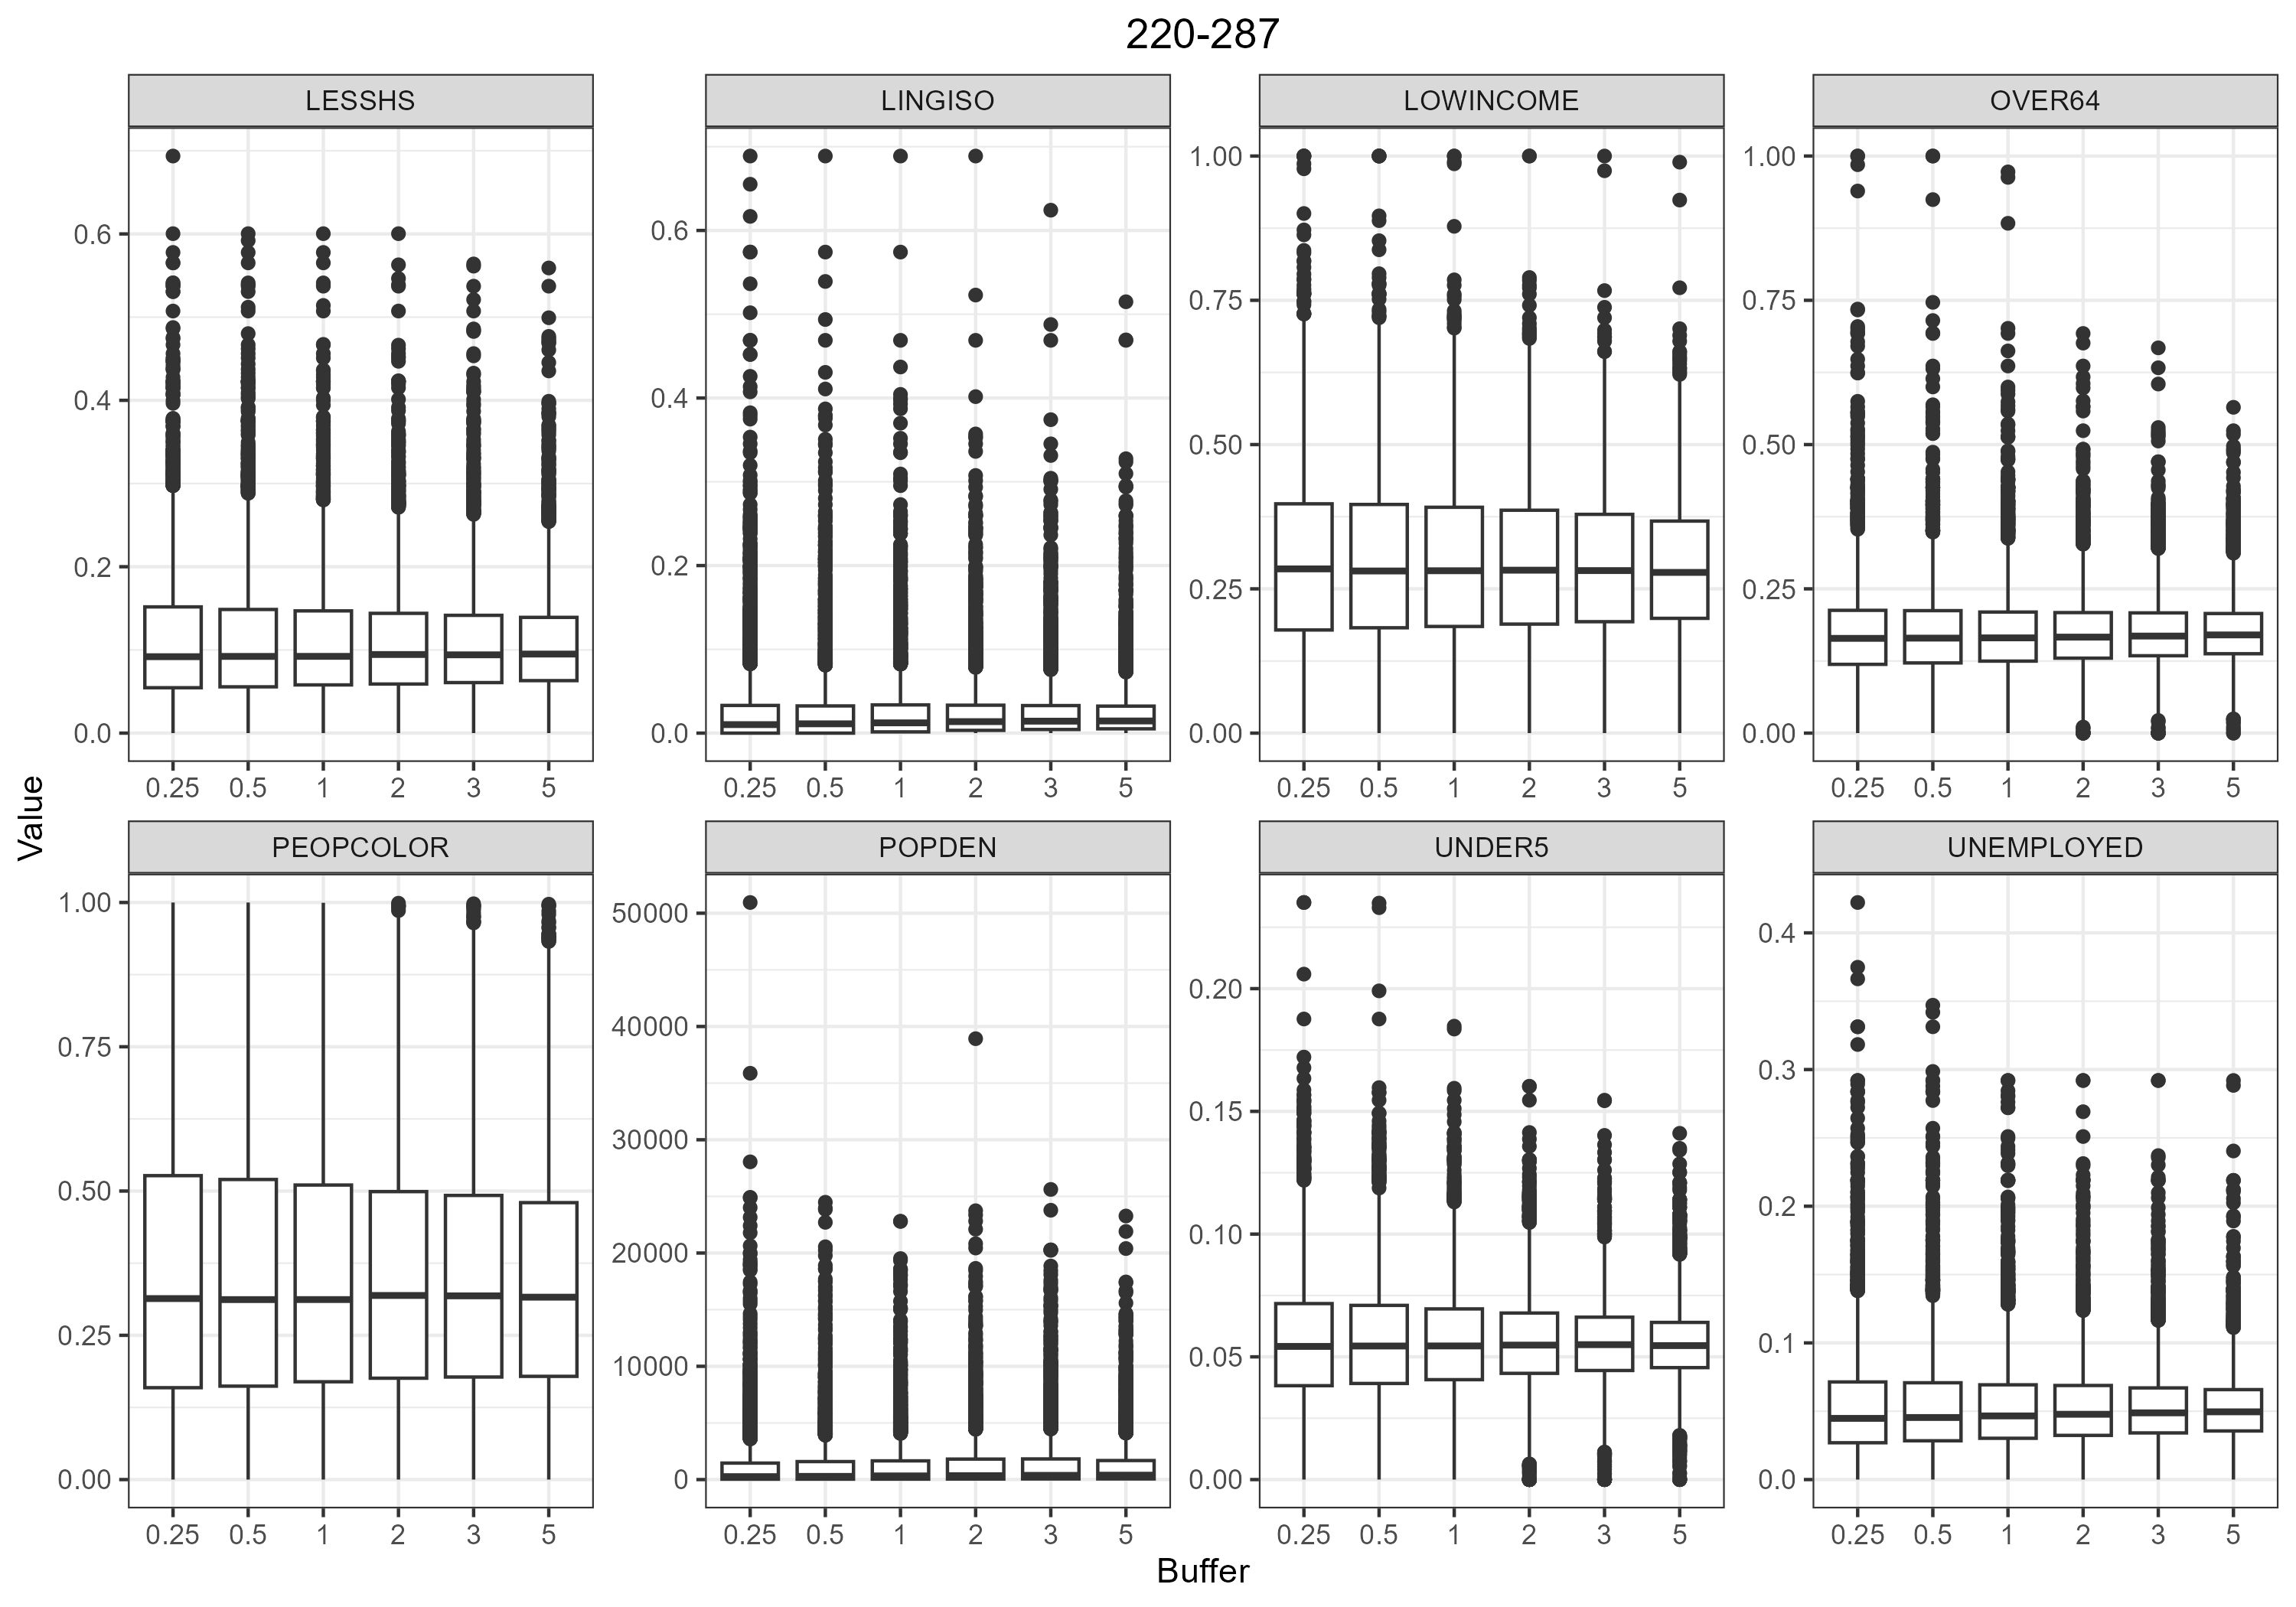 220-287
LESSHS LINGISO LOWINCOME OVER64
0.6 0.4 0.2 0.0
0.6 0.4 0.2 0.0
1.00 0.75 0.50 0.25 0.00
1.00 0.75 0.50 0.25 0.00
0.25 0.5 1 2 3 5 0.25 0.5 1 2 3 5 0.25 0.5 1 2 3 5 0.25 0.5 1 2 3 5
Value
PEOPCOLOR POPDEN UNDER5 UNEMPLOYED
1.00 0.75 0.50 0.25 0.00
50000 40000 30000 20000 10000 0
0.20 0.15 0.10 0.05 0.00
0.4 0.3 0.2 0.1 0.0
0.25 0.5 1 2 3 5 0.25 0.5 1 2 3 5 0.25 0.5 1 2 3 5 0.25 0.5 1 2 3 5
Buffer